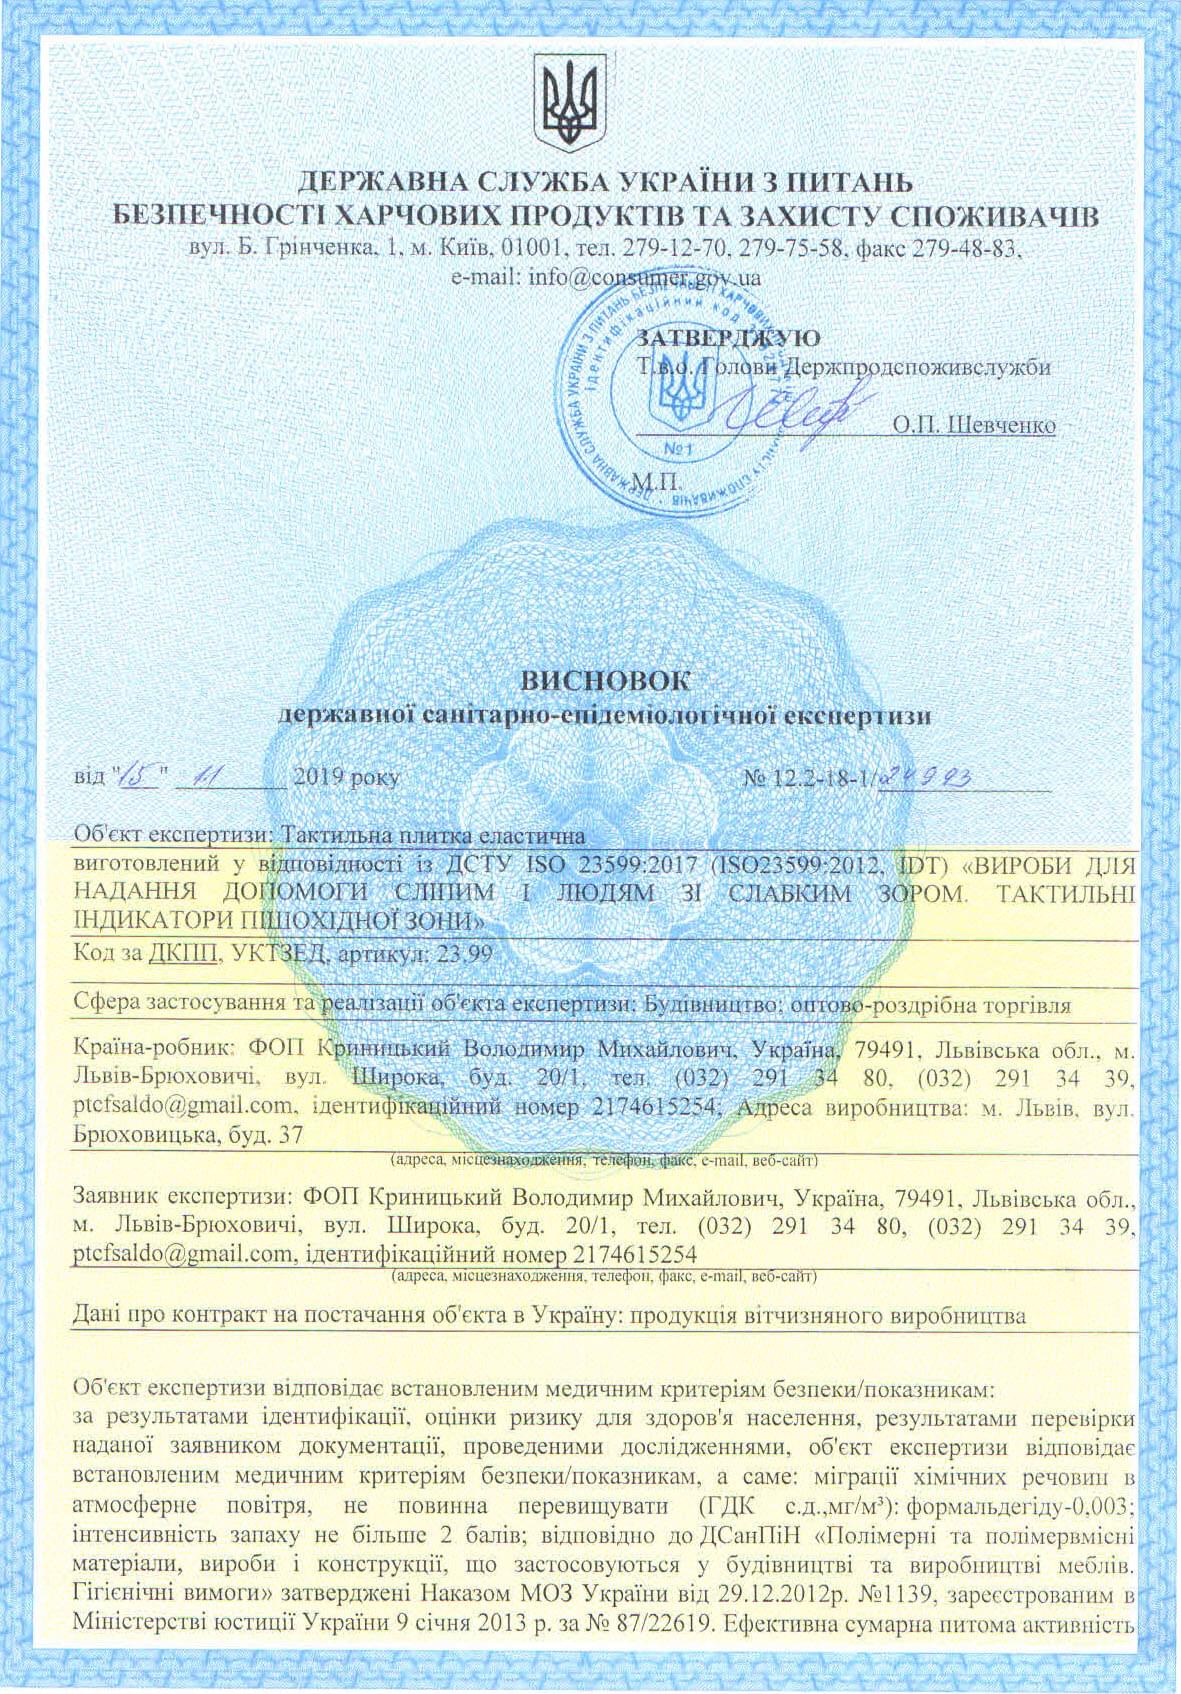 ДЕРЖАВНА СЛУЖБА УКРАЇНИ З ПИТАНЬ
БЕЗПЕЧНОСТІ ХАРЧОВИХ ПРОДУКТІВ ТА ЗАХИСТУ СПОЖИВАЧІВ
вул. Б. Грінченка, 1, м. Київ, 01001, тел. 279-12-70, 279-75-58, факс 279-48-83,
e-mail: info@consumer.gov.ua
ЗАТВЕРДЖУЮ
Т.в.о. Голови Держпродспоживслужби
О.П. Шевченко
№1
М.П.
ВИСНОВОК
державної санітарно-епідеміологічної експертизи
від "15" 11 2019 року
№ 12.2-18-1/24993
Об'єкт експертизи: Тактильна плитка еластична
виготовлений у відповідності із ДСТУ ISO 23599:2017 (ISO23599:2012, IDT) «ВИРОБИ ДЛЯ
НАДАННЯ ДОПОМОГИ СЛІПИМ І ЛЮДЯМ ЗІ СЛАБКИМ ЗОРОМ. ТАКТИЛЬНІ
ІНДИКАТОРИ ПІШОХІДНОЇ ЗОНИ»
Код за ДКПП, УКТЗЕД, артикул: 23.99
Сфера застосування та реалізації об'єкта експертизи: Будівництво; оптово-роздрібна торгівля
Країна-робник: ФОП Криницький Володимир Михайлович, Україна, 79491, Львівська обл., м.
Львів-Брюховичі, вул. Широка, буд. 20/1, тел. (032) 291 34 80, (032) 291 34 39,
ptcfsaldo@gmail.com, ідентифікаційний номер 2174615254; Адреса виробництва: м. Львів, вул.
Брюховицька, буд. 37
(адреса, місцезнаходження, телефон, факс, e-mail, веб-сайт)
Заявник експертизи: ФОП Криницький Володимир Михайлович, Україна, 79491, Львівська обл.,
м. Львів-Брюховичі, вул. Широка, буд. 20/1, тел. (032) 291 34 80, (032) 291 34 39,
ptcfsaldo@gmail.com, ідентифікаційний номер 2174615254
(адреса, місцезнаходження, телефон, факс, e-mail, веб-сайт)
Дані про контракт на постачання об'єкта в Україну: продукція вітчизняного виробництва
Об'єкт експертизи відповідає встановленим медичним критеріям безпеки/показникам:
за результатами ідентифікації, оцінки ризику для здоров'я населення, результатами перевірки
наданої заявником документації, проведеними дослідженнями, об'єкт експертизи відповідає
встановленим медичним критеріям безпеки/показникам, а саме: міграції хімічних речовин в
атмосферне повітря, не повинна перевищувати (ГДК с.д.,мг/м³): формальдегіду-0,003;
інтенсивність запаху не більше 2 балів; відповідно до ДСанПіН «Полімерні та полімервмісні
матеріали, вироби і конструкції, що застосовуються у будівництві та виробництві меблів.
Гігієнічні вимоги» затверджені Наказом МОЗ України від 29.12.2012р. №1139, зареєстрованим в
Міністерстві юстиції України 9 січня 2013 р. за № 87/22619. Ефективна сумарна питома активність